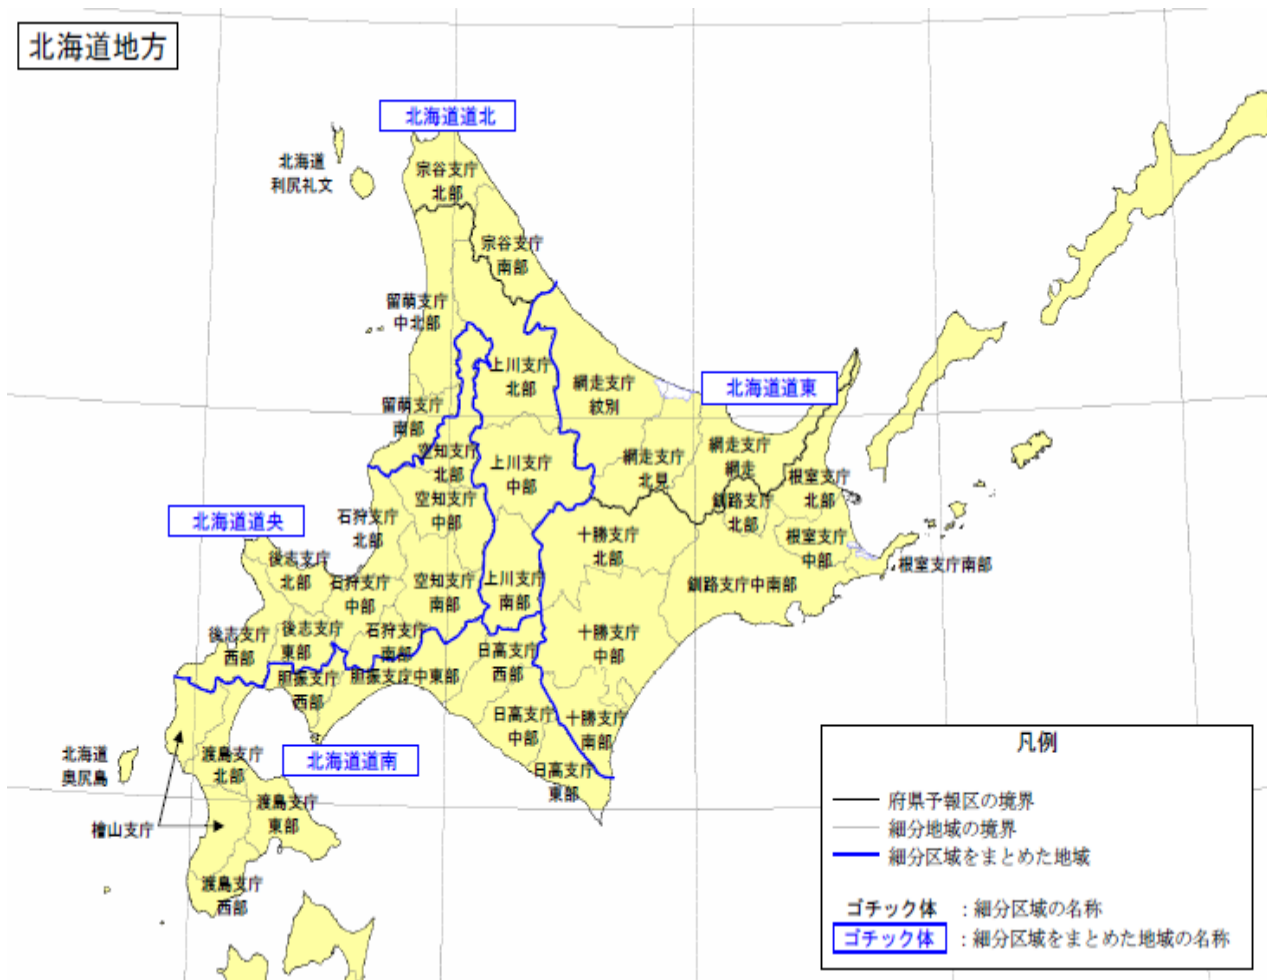 北海道地方
北海道道北
北海道
利尻礼文
宗谷支庁
北部
宗谷支庁
南部
留萌支庁
中北部
上川支庁
北部
網走支庁
紋別
北海道道東
留萌支庁
南部
空知支庁
北部
上川支庁
中部
網走支庁
北見
網走支庁
網走
根室支庁
北部
釧路支庁
北部
北海道道央
石狩支庁
北部
空知支庁
中部
十勝支庁
北部
根室支庁
中部
根室支庁南部
後志支庁
北部
石狩支庁
中部
空知支庁
南部
上川支庁
南部
釧路支庁中南部
後志支庁
西部
後志支庁
東部
石狩支庁
南部
日高支庁
西部
十勝支庁
中部
胆振支庁
西部
胆振支庁中東部
日高支庁
中部
十勝支庁
南部
北海道
奥尻島
渡島支庁
北部
北海道道南
日高支庁
東部
檜山支庁
渡島支庁
東部
渡島支庁
西部
凡例
府県予報区の境界
細分地域の境界
細分区域をまとめた地域
ゴチック体 :細分区域の名称
ゴチック体 :細分区域をまとめた地域の名称